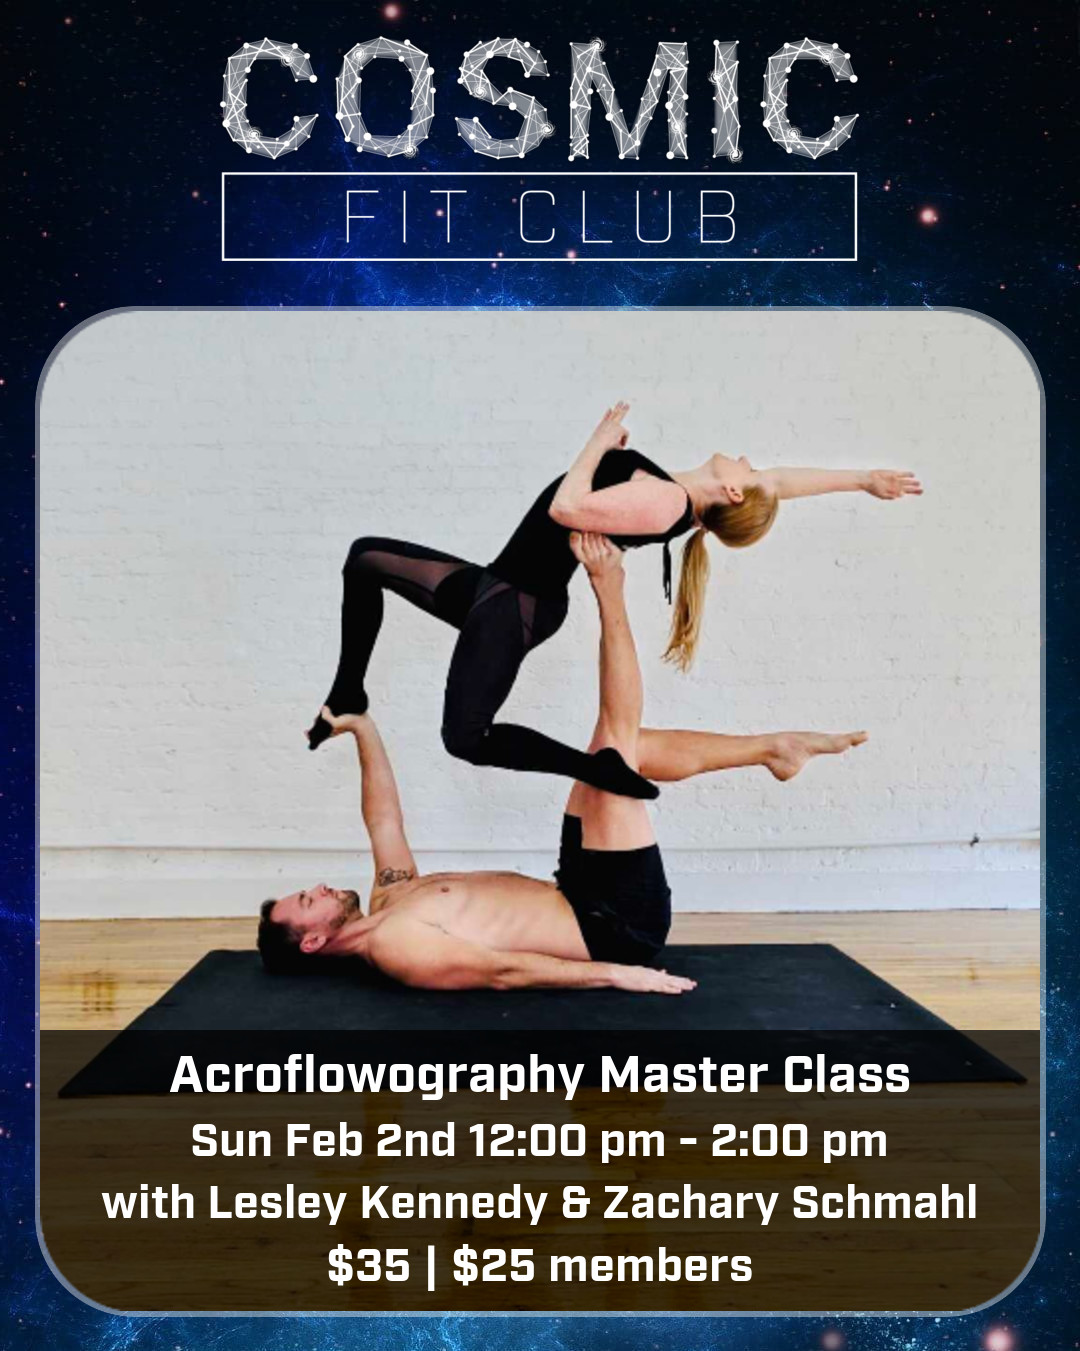 COSMIC
FIT CLUB
Acroflowography Master Class
Sun Feb 2nd 12:00 pm - 2:00 pm
with Lesley Kennedy & Zachary Schmahl
$35 | $25 members